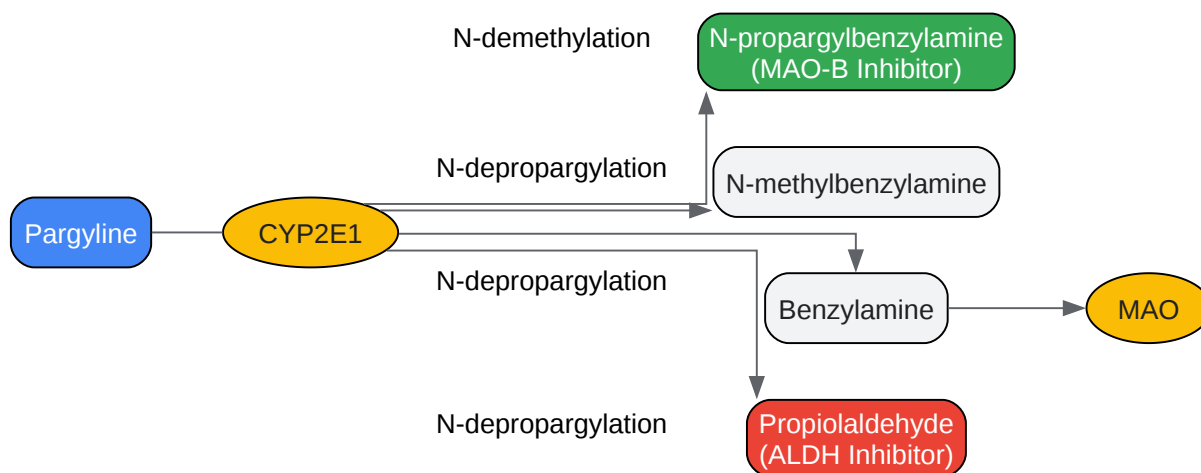 N-demethylation
N-propargylbenzylamine
(MAO-B Inhibitor)
N-depropargylation
N-methylbenzylamine
Pargyline
CYP2E1
N-depropargylation
Benzylamine
MAO
N-depropargylation
Propiolaldehyde
(ALDH Inhibitor)